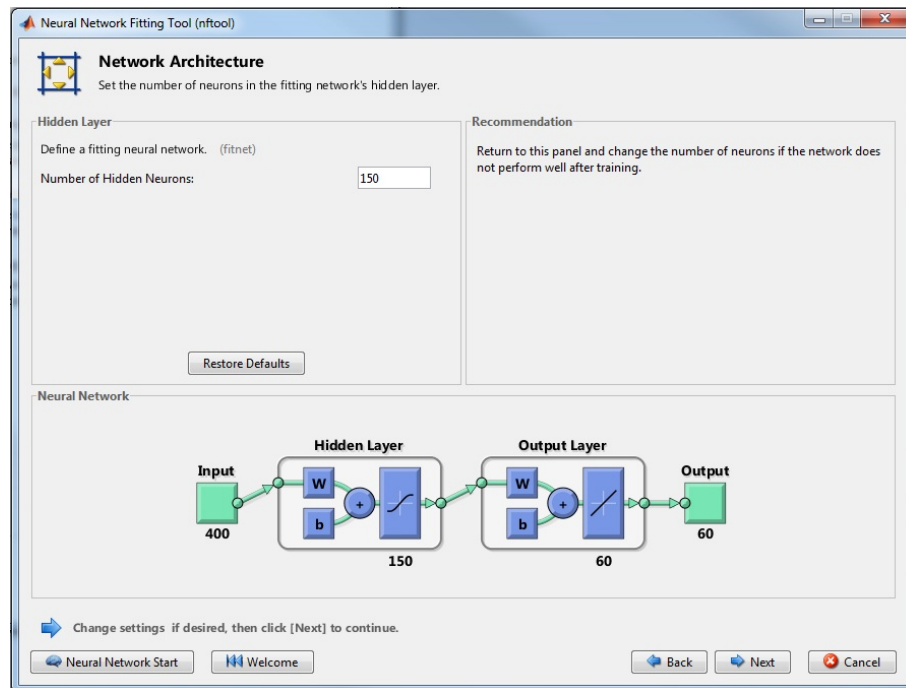 Neural Network Fitting Tool (nftool)
Network Architecture
Set the number of neurons in the fitting network's hidden layer.
Hidden Layer
Define a fitting neural network. (fitnet)
Number of Hidden Neurons: 150
Restore Defaults
Recommendation
Return to this panel and change the number of neurons if the network does
not perform well after training.
Neural Network
Hidden Layer
Output Layer
Input
Output
W
b
+
W
b
+
400
150
60
60
Change settings if desired, then click [Next] to continue.
Neural Network Start
Welcome
Back
Next
Cancel